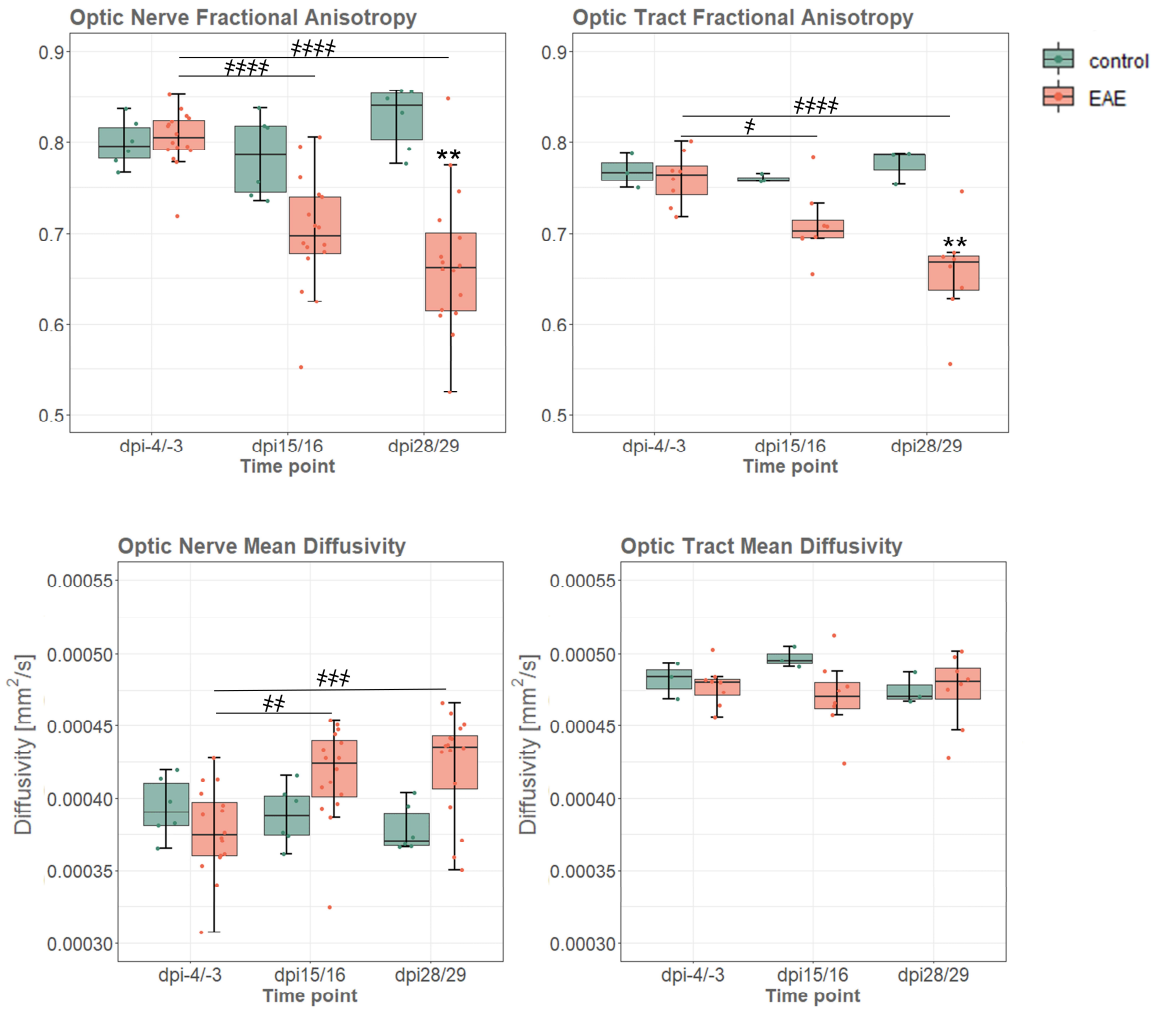 Optic Nerve Fractional Anisotropy
Optic Tract Fractional Anisotropy
control
EAE
0.9
0.8
0.7
0.6
0.5
ǂǂǂǂ
ǂǂǂǂ
**
dpi-4/-3 dpi15/16 dpi28/29
Time point
0.9
0.8
0.7
0.6
0.5
ǂǂǂǂ
ǂ
**
dpi-4/-3 dpi15/16 dpi28/29
Time point
Optic Nerve Mean Diffusivity
Diffusivity [mm²/s]
0.00055
0.00050
0.00045
0.00040
0.00035
0.00030
ǂǂǂ
ǂǂ
dpi-4/-3 dpi15/16 dpi28/29
Time point
Optic Tract Mean Diffusivity
Diffusivity [mm²/s]
0.00055
0.00050
0.00045
0.00040
0.00035
0.00030
dpi-4/-3 dpi15/16 dpi28/29
Time point